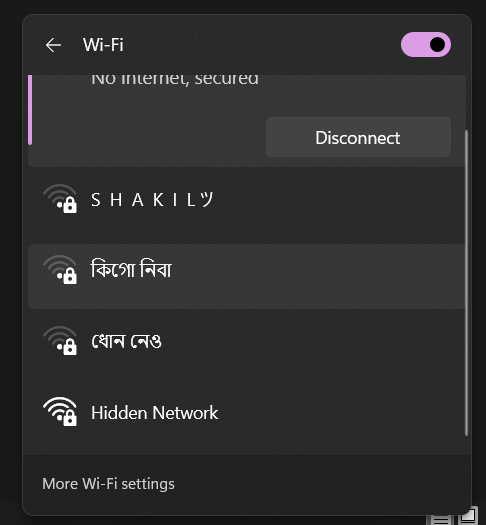 Wi-Fi
No Internet, secured
Disconnect
S H A K I L ツ
কিগো নিবা
ধোন নেও
Hidden Network
More Wi-Fi settings